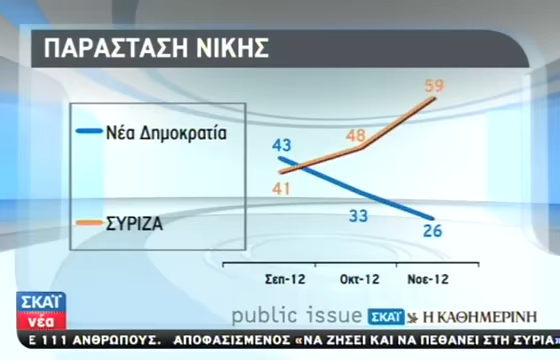 ΠΑΡΑΣΤΑΣΗ ΝΙΚΗΣ
Νέα Δημοκρατία
ΣΥΡΙΖΑ
59
48
43
41
33
26
Σεπ-12 Οκτ-12 Νοε-12
public issue ΣΚΑΪ Η ΚΑΘΗΜΕΡΙΝΗ
ΣΚΑΪ
νέα
Ε 111 ΑΝΘΡΩΠΟΥΣ. ΑΠΟΦΑΣΙΣΜΕΝΟΣ «ΝΑ ΖΗΣΕΙ ΚΑΙ ΝΑ ΠΕΘΑΝΕΙ ΣΤΗ ΣΥΡΙΑ